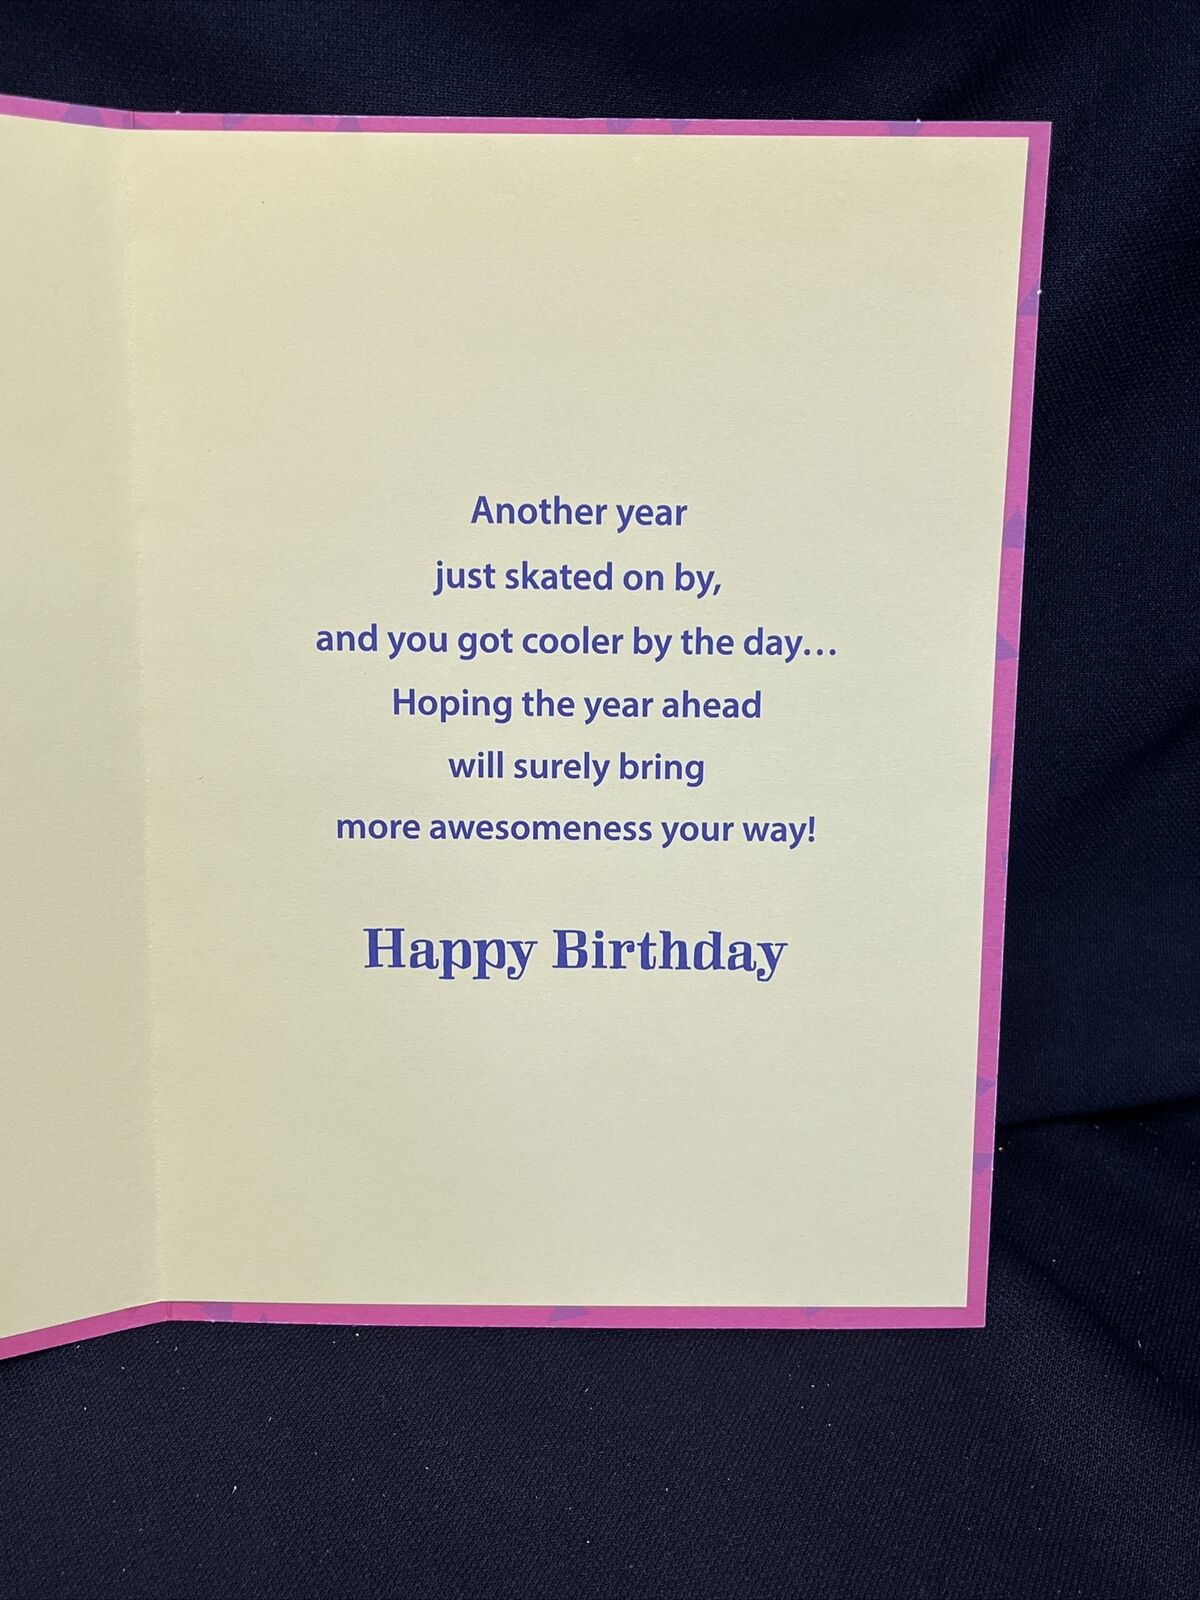 Another year
just skated on by,
and you got cooler by the day...
Hoping the year ahead
will surely bring
more awesomeness your way!
Happy Birthday